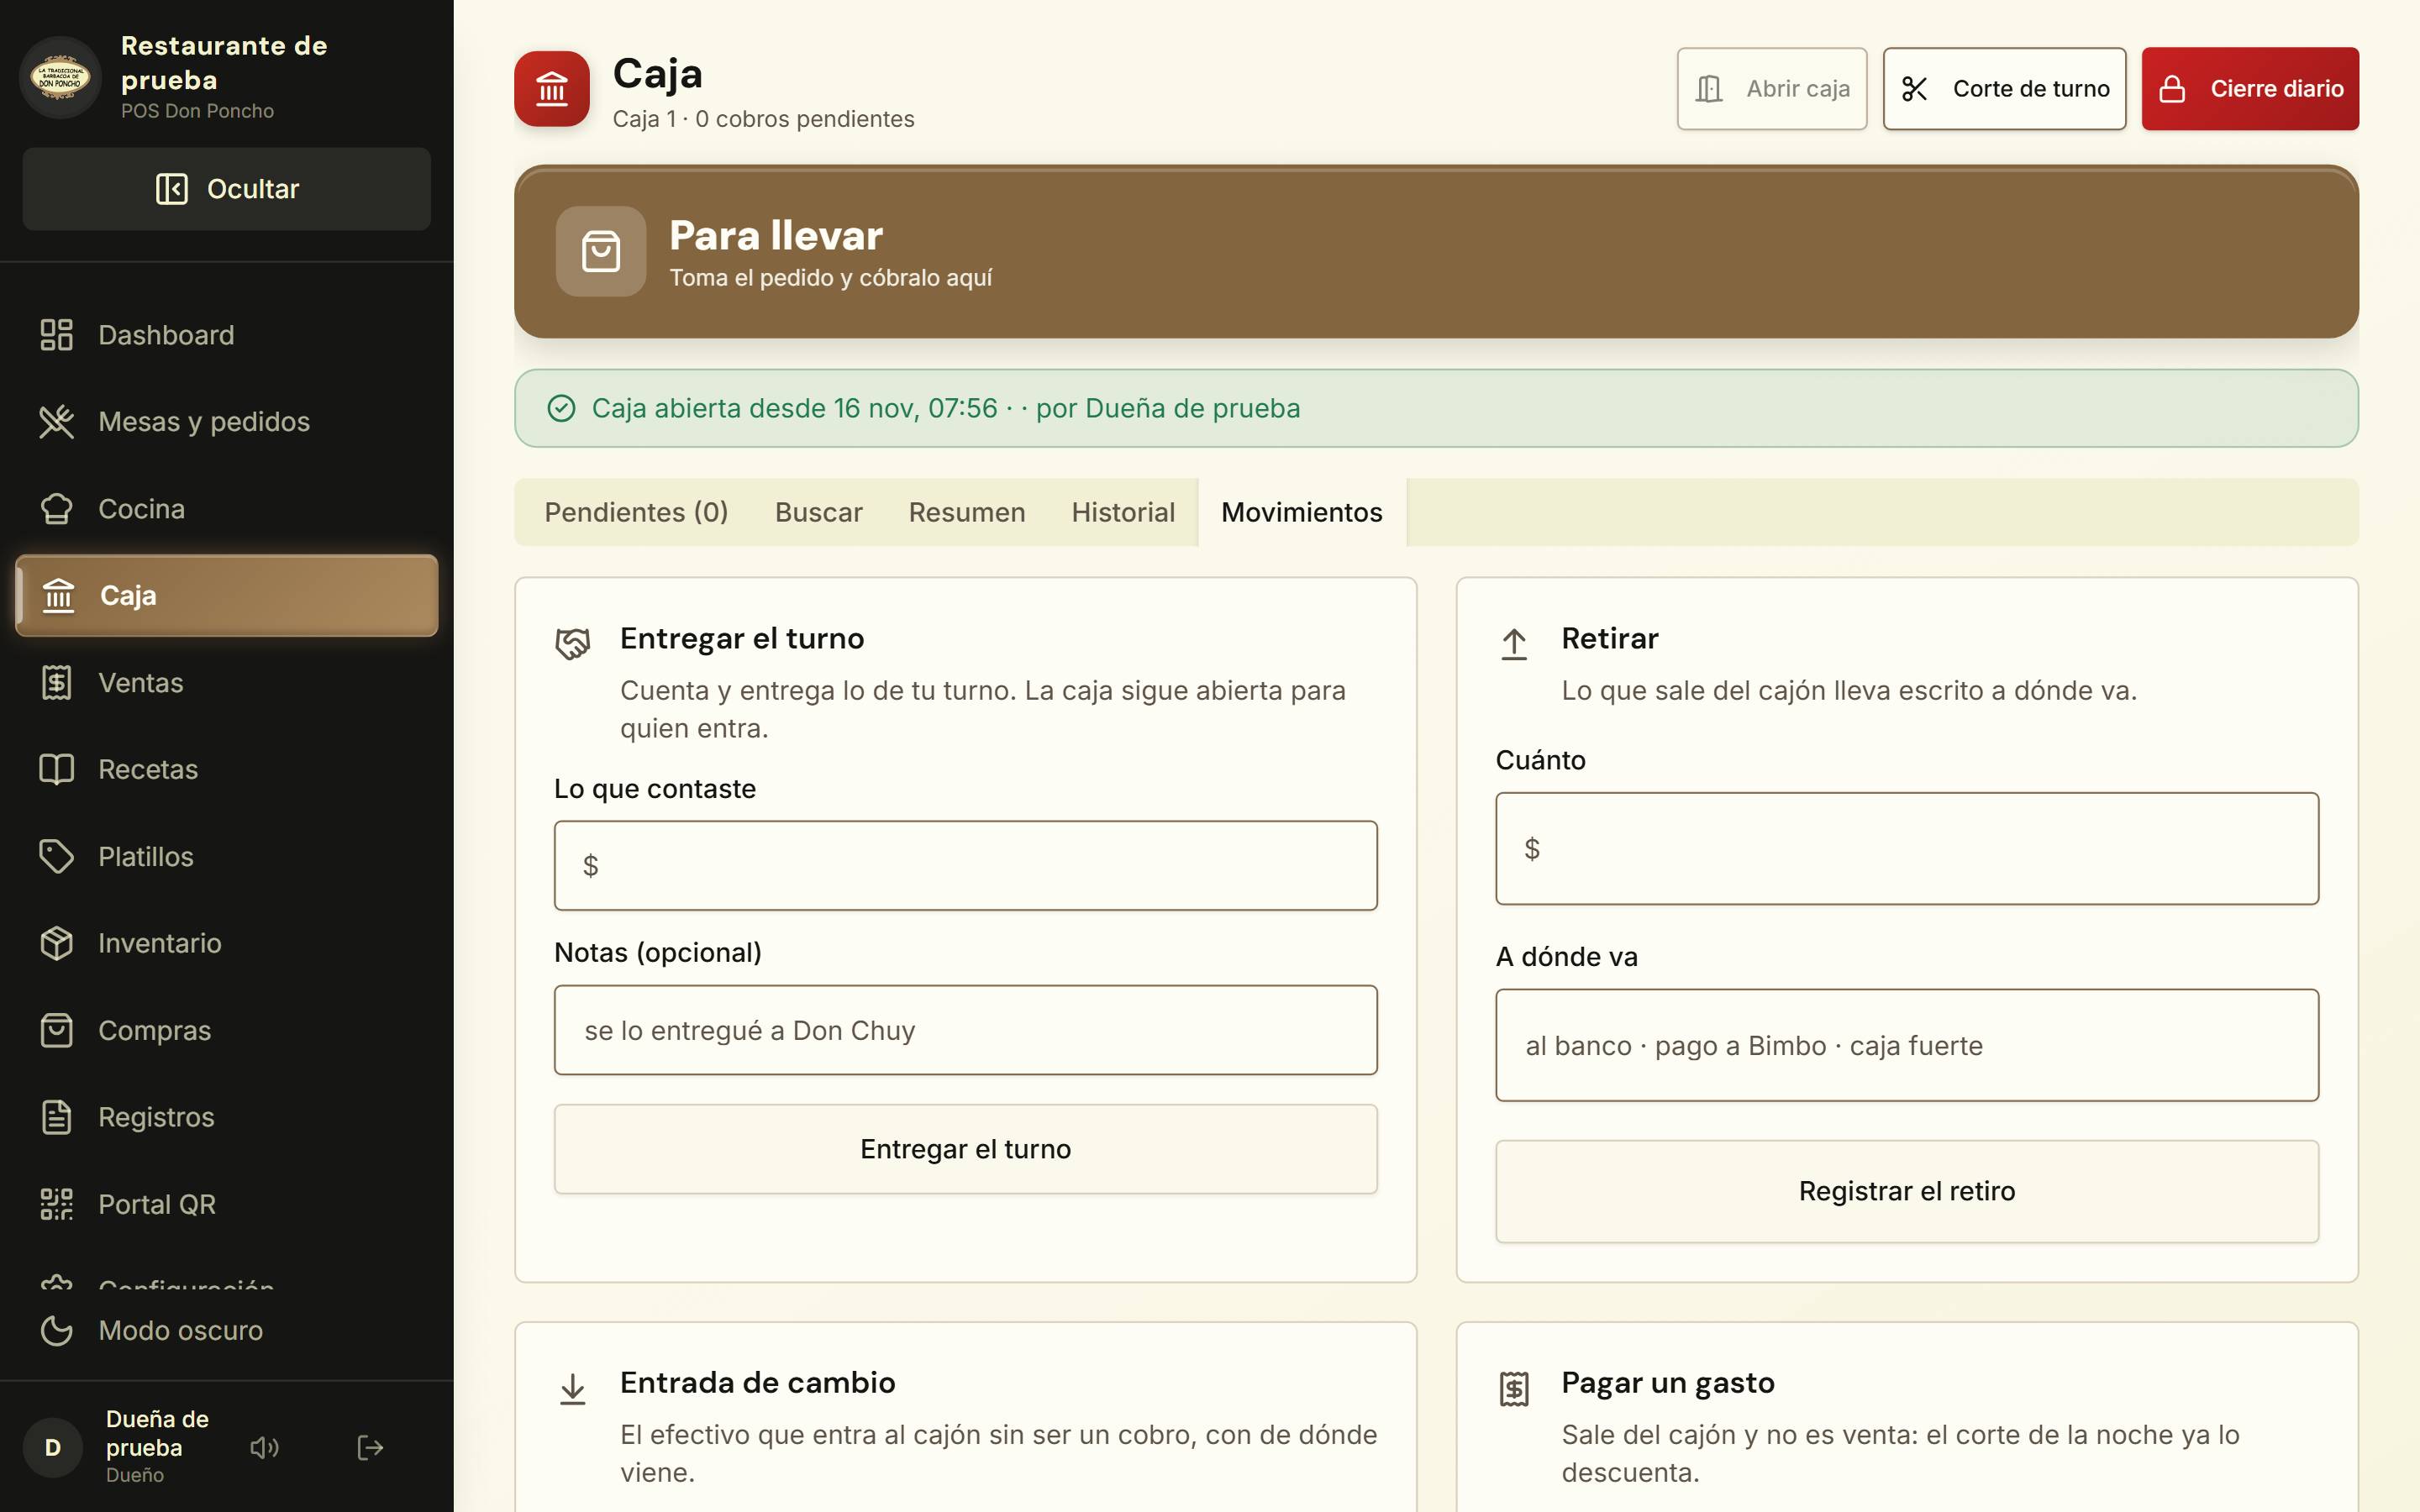 LA TRADICIONAL
BARBACOA DE
DON PONCHO
Restaurante de
prueba
POS Don Poncho
Ocultar
Dashboard
Mesas y pedidos
Cocina
Caja
Ventas
Recetas
Platillos
Inventario
Compras
Registros
Portal QR
Configuración
Modo oscuro
D
Dueña de
prueba
Dueño
Caja
Caja 1 · 0 cobros pendientes
Abrir caja
Corte de turno
Cierre diario
Para llevar
Toma el pedido y cóbralo aquí
Caja abierta desde 16 nov, 07:56 · · por Dueña de prueba
Pendientes (0) Buscar Resumen Historial Movimientos
Entregar el turno
Cuenta y entrega lo de tu turno. La caja sigue abierta para
quien entra.
Lo que contaste
$
Notas (opcional)
se lo entregué a Don Chuy
Entregar el turno
Retirar
Lo que sale del cajón lleva escrito a dónde va.
Cuánto
$
A dónde va
al banco · pago a Bimbo · caja fuerte
Registrar el retiro
Entrada de cambio
El efectivo que entra al cajón sin ser un cobro, con de dónde
viene.
Pagar un gasto
Sale del cajón y no es venta: el corte de la noche ya lo
descuenta.